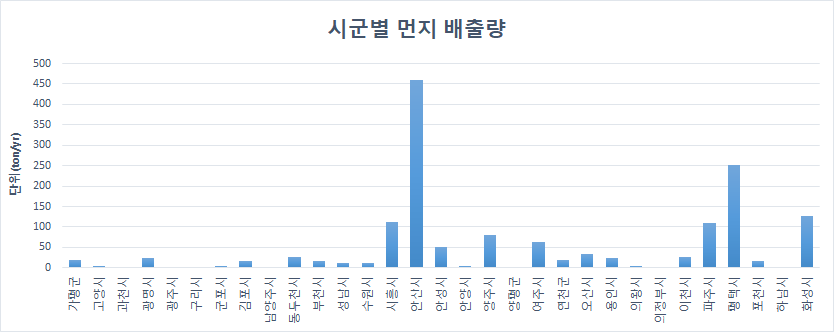 시군별 먼지 배출량
단위(ton/yr)
500
450
400
350
300
250
200
150
100
50
0
가평군
고양시
과천시
광명시
광주시
구리시
군포시
김포시
남양주시
동두천시
부천시
성남시
수원시
시흥시
안산시
안성시
안양시
양주시
양평군
여주시
연천군
오산시
용인시
의왕시
의정부시
이천시
파주시
평택시
포천시
하남시
화성시